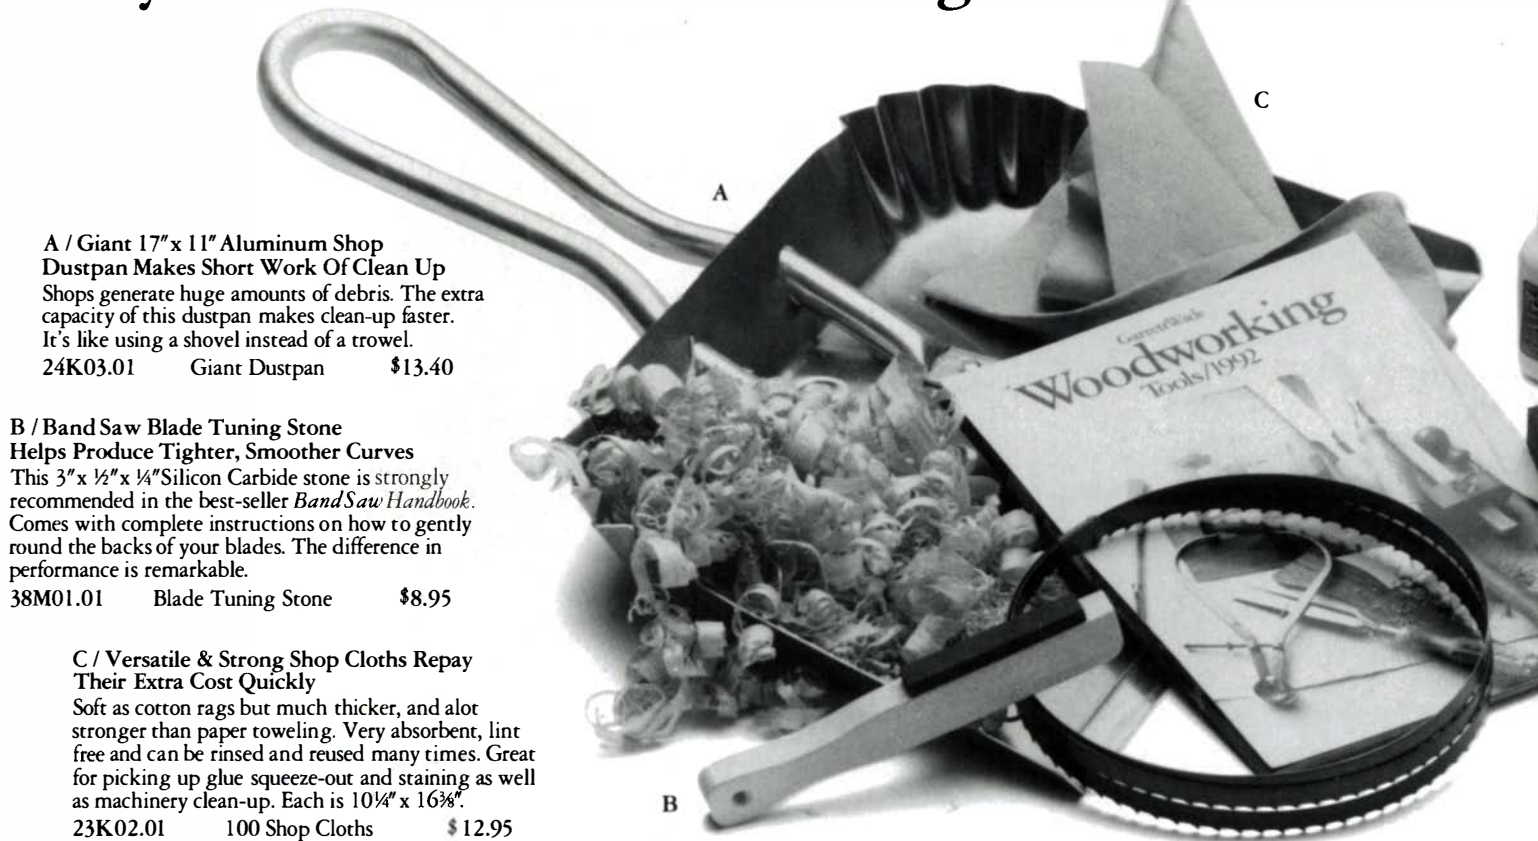 A / Giant 17" x 11" Aluminum Shop
Dustpan Makes Short Work Of Clean Up
Shops generate huge amounts of debris. The extra
capacity of this dustpan makes clean-up faster.
It's like using a shovel instead of a trowel.
24K03.01 Giant Dustpan $13.40
B / Band Saw Blade Tuning Stone
Helps Produce Tighter, Smoother Curves
This 3" x ½" x ¼" Silicon Carbide stone is strongly
recommended in the best-seller Band Saw Handbook.
Comes with complete instructions on how to gently
round the backs of your blades. The difference in
performance is remarkable.
38M01.01 Blade Tuning Stone $8.95
C / Versatile & Strong Shop Cloths Repay
Their Extra Cost Quickly
Soft as cotton rags but much thicker, and alot
stronger than paper toweling. Very absorbent, lint
free and can be rinsed and reused many times. Great
for picking up glue squeeze-out and staining as well
as machinery clean-up. Each is 10¼" x 16⅜".
23K02.01 100 Shop Cloths $12.95
A
C
Garrett Wade
Woodworking
Tools/1992
B